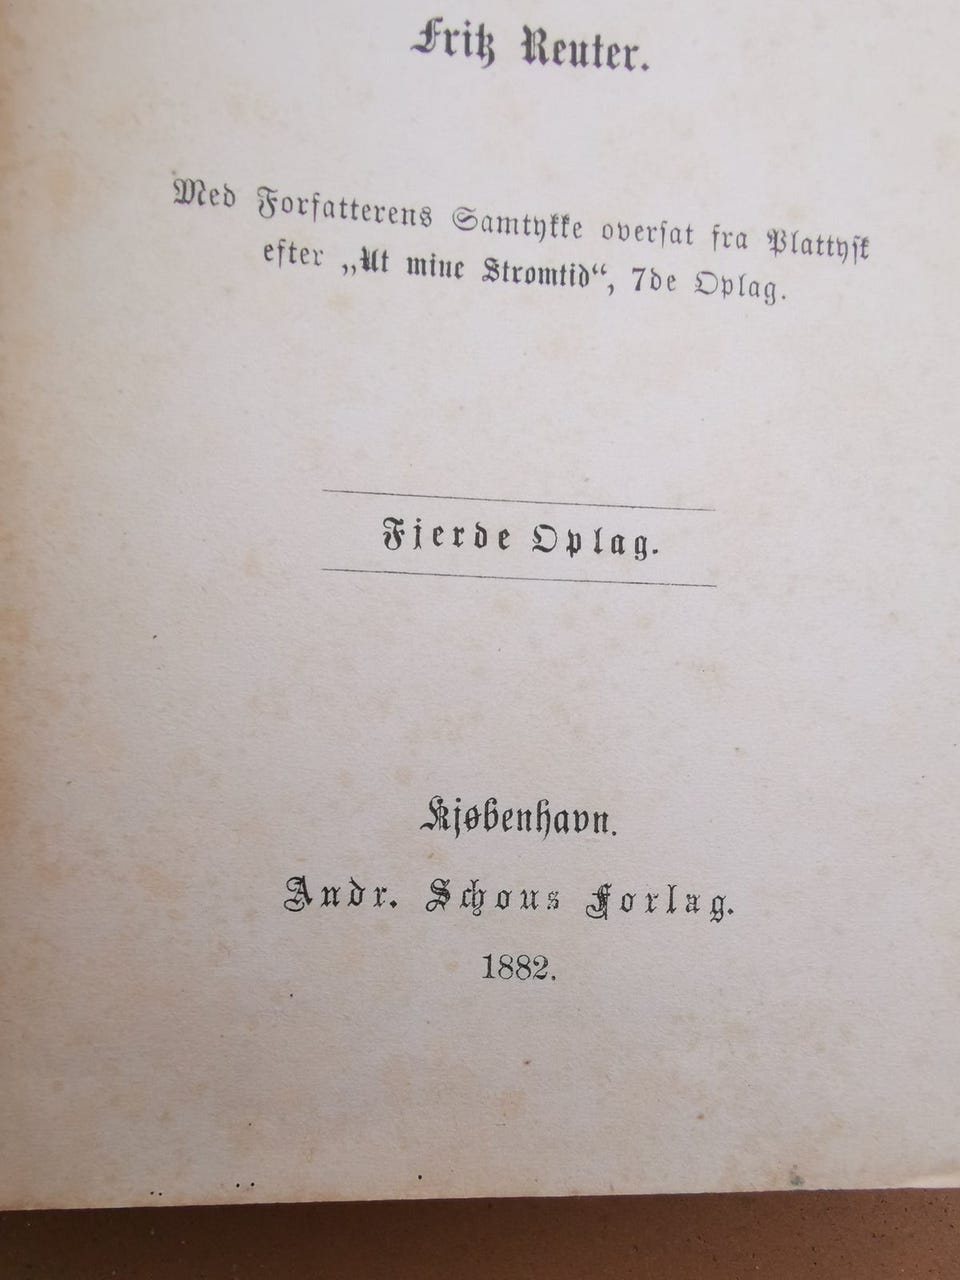 Fritz Reuter.
Med Forfatterens Samtykke oversat fra Plattysk
efter „Ut mine Stromtid“, 7de Oplag.
Fjerde Oplag.
Kjøbenhavn.
Andr. Schous Forlag.
1882.